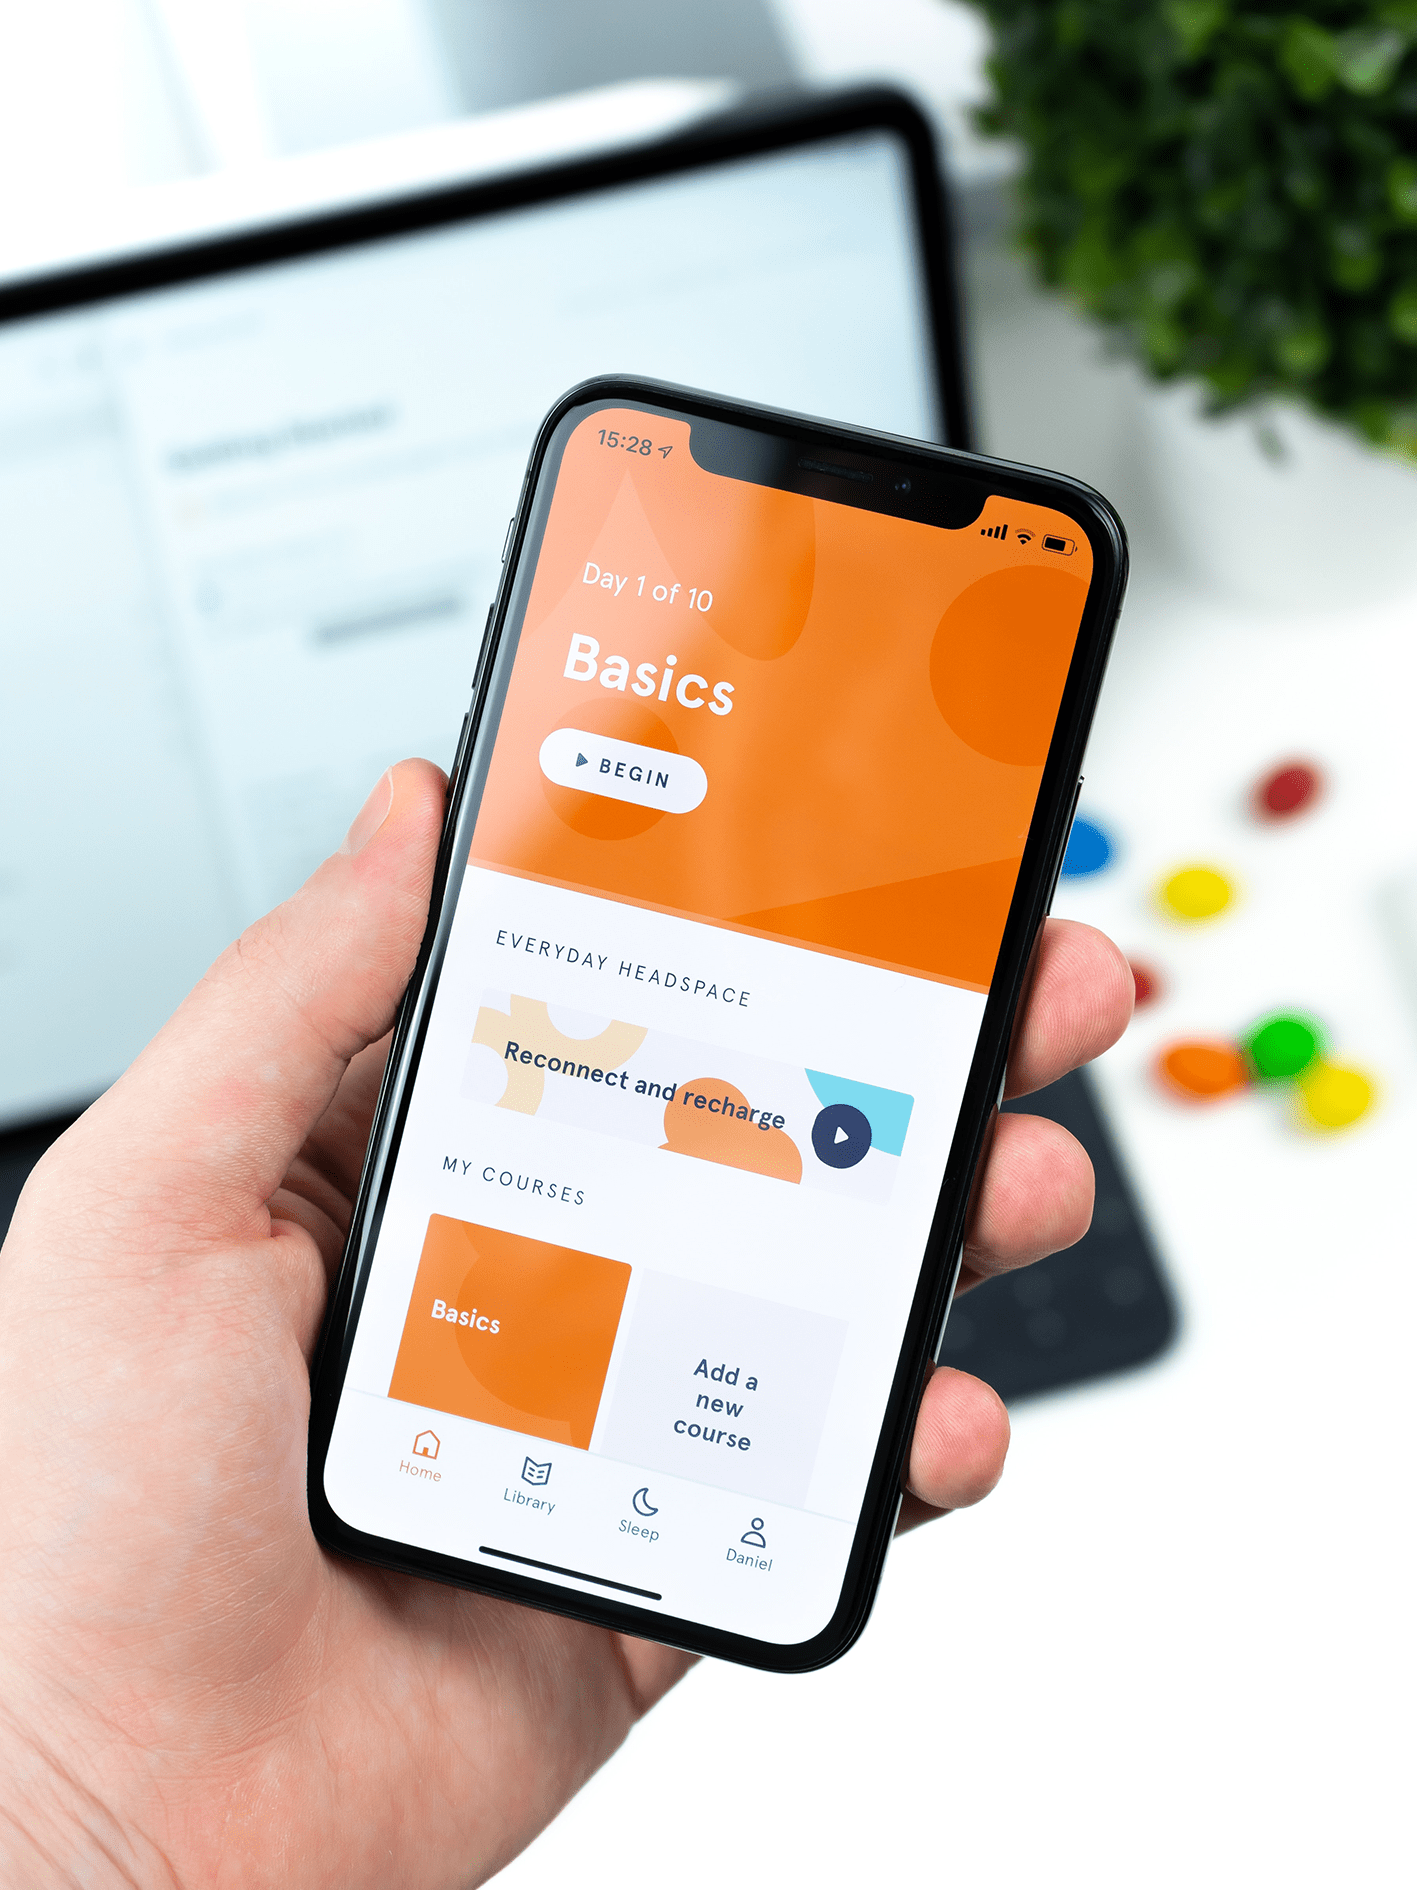 15:28
Day 1 of 10
Basics
BEGIN
EVERYDAY HEADSPACE
Reconnect and recharge
MY COURSES
Basics
Add a
new
course
Home
Library
Sleep
Daniel